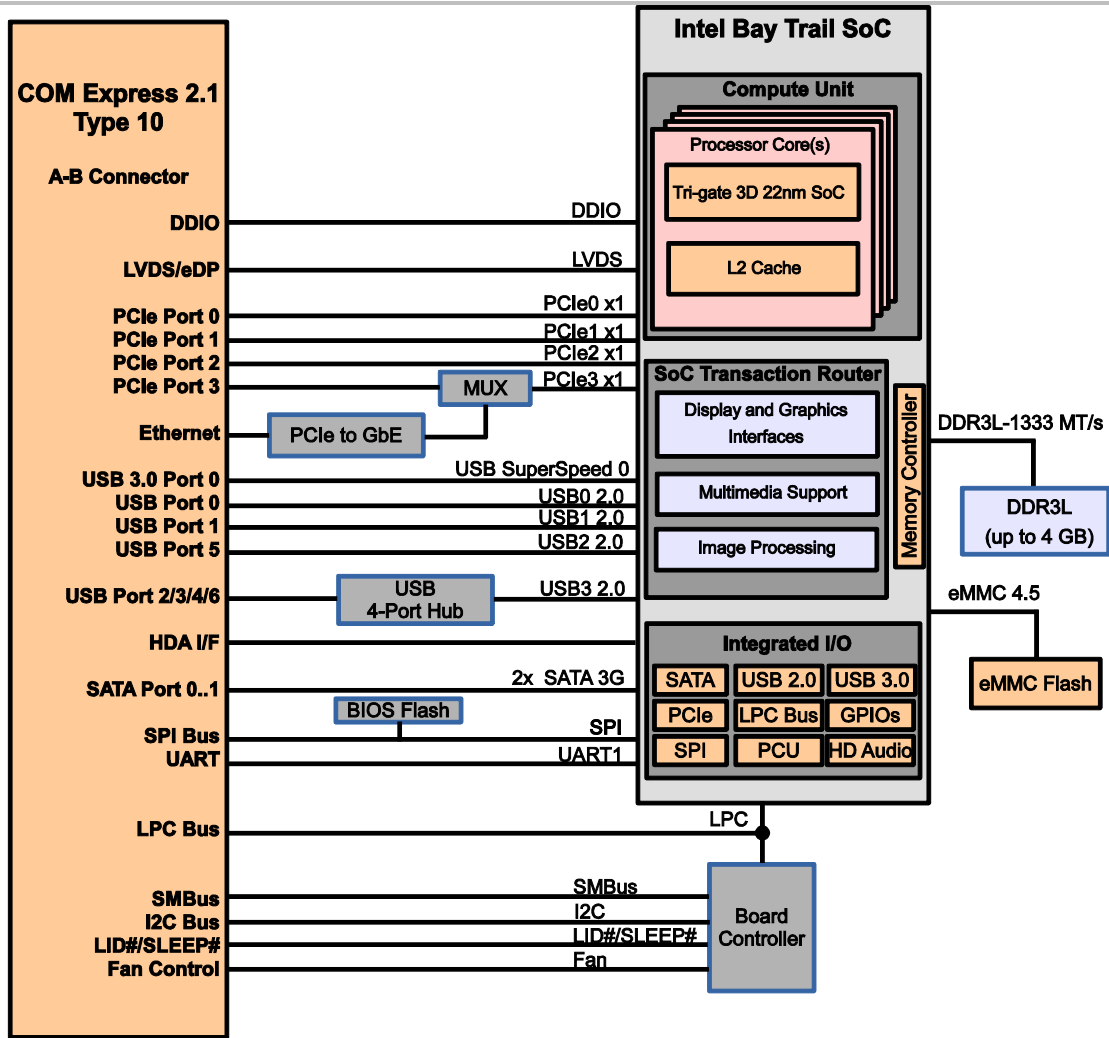 COM Express 2.1
Type 10
A-B Connector
DDIO
LVDS/eDP
PCIe Port 0
PCIe Port 1
PCIe Port 2
PCIe Port 3
Ethernet
USB 3.0 Port 0
USB Port 0
USB Port 1
USB Port 5
USB Port 2/3/4/6
HDA I/F
SATA Port 0..1
SPI Bus
UART
LPC Bus
SMBus
I2C Bus
LID#/SLEEP#
Fan Control
MUX
PCIe to GbE
USB
4-Port Hub
BIOS Flash
DDIO
LVDS
PCIe0 x1
PCIe1 x1
PCIe2 x1
PCIe3 x1
USB SuperSpeed 0
USB0 2.0
USB1 2.0
USB2 2.0
USB3 2.0
2x SATA 3G
SPI
UART1
LPC
SMBus
I2C
LID#/SLEEP#
Fan
Intel Bay Trail SoC
Compute Unit
Processor Core(s)
Tri-gate 3D 22nm SoC
L2 Cache
SoC Transaction Router
Display and Graphics
Interfaces
Multimedia Support
Image Processing
Memory Controller
Integrated I/O
SATA
USB 2.0
USB 3.0
PCIe
LPC Bus
GPIOs
SPI
PCU
HD Audio
Board
Controller
DDR3L-1333 MT/s
DDR3L
(up to 4 GB)
eMMC 4.5
eMMC Flash